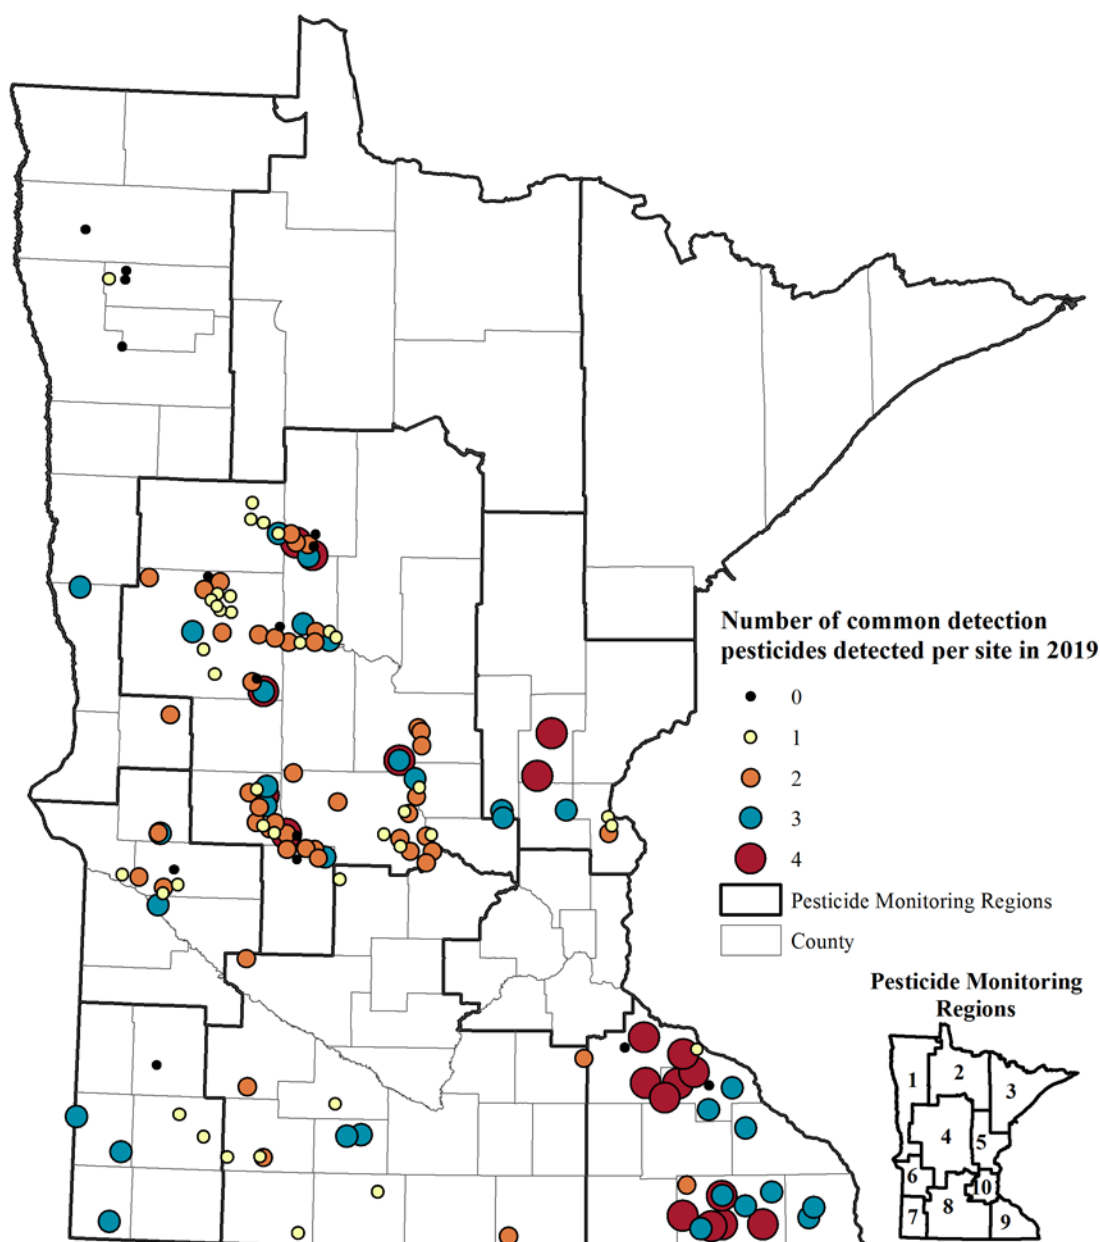 Number of common detection
pesticides detected per site in 2019
0
1
2
3
4
Pesticide Monitoring Regions
County
Pesticide Monitoring
Regions
1
2
3
4
5
6
10
7
8
9